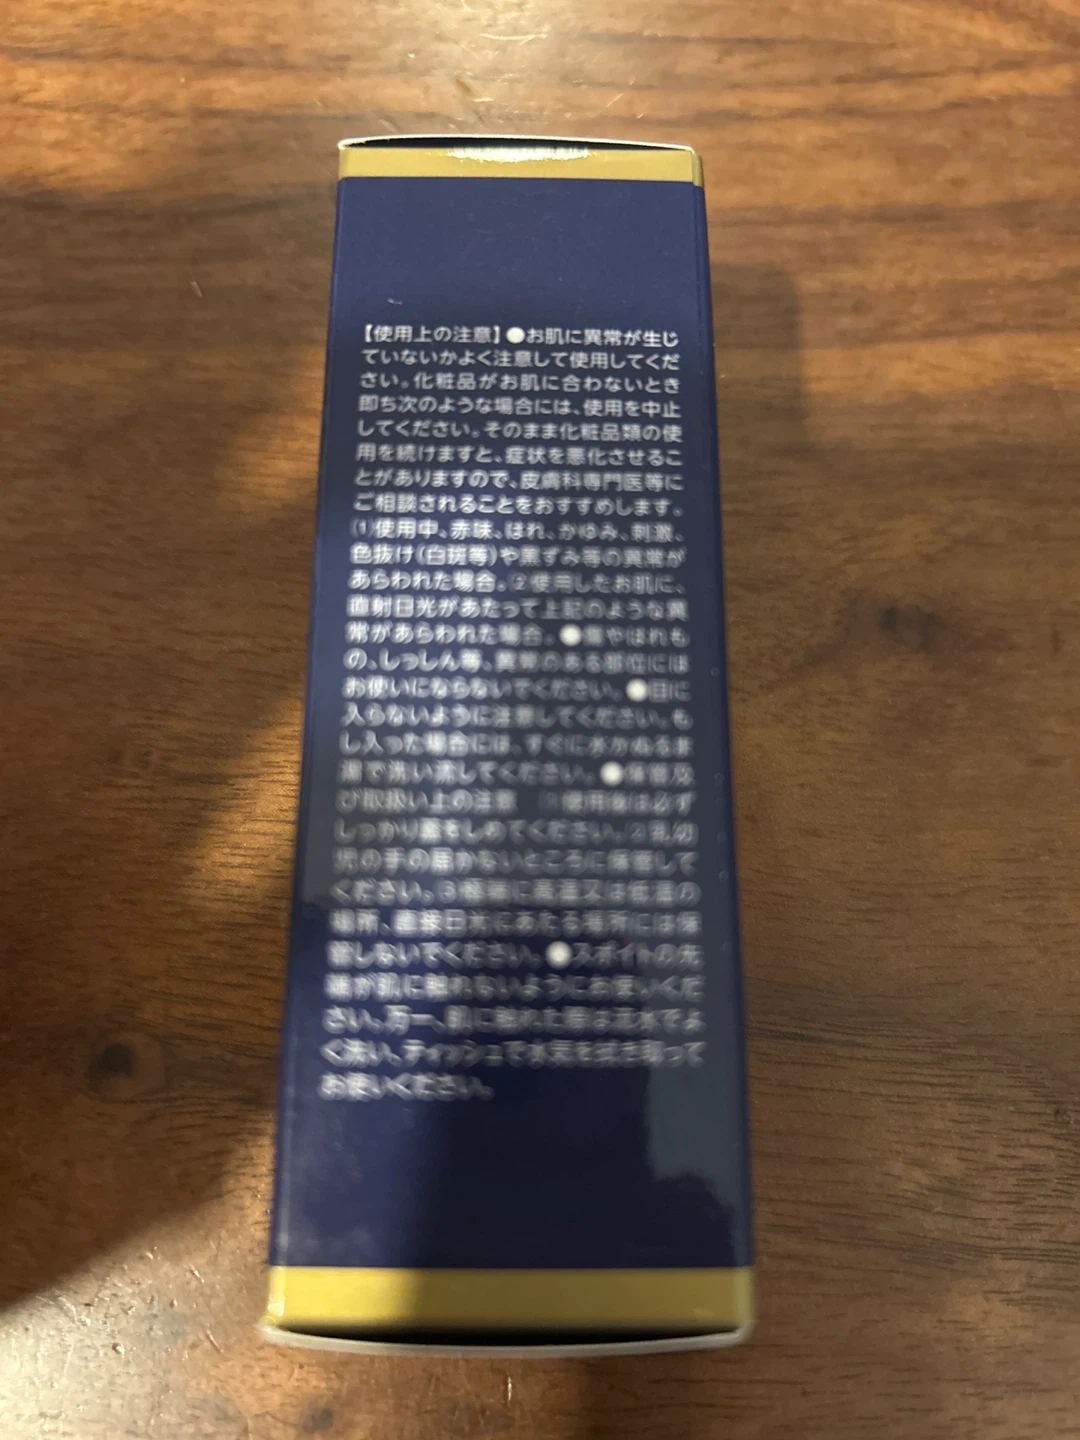 【使用上の注意】●お肌に異常が生じ
ていないかよく注意して使用してくだ
さい。化粧品がお肌に合わないとき
即ち次のような場合には、使用を中止
してください。そのまま化粧品類の使
用を続けますと、症状を悪化させるこ
とがありますので、皮膚科専門医等に
ご相談されることをおすすめします。
(1)使用中、赤味、はれ、かゆみ、刺激、
色抜け(白斑等)や黒ずみ等の異常が
あらわれた場合。(2)使用したお肌に、
直射日光があたって上記のような異
常があらわれた場合。●傷やはれも
の、しっしん等、異常のある部位には
お使いにならないでください。●目に
入らないように注意してください。も
し入った場合には、すぐに水かぬるま
湯で洗い流してください。●保管及
び取扱い上の注意 (1)使用後は必ず
しっかり蓋をしめてください。(2)乳幼
児の手の届かないところに保管して
ください。(3)極端に高温又は低温の
場所、直接日光にあたる場所には保
管しないでください。●スポイトの先
端が肌に触れないようにお使いくだ
さい。万一、肌に触れた際は流水でよ
く洗い、ティッシュで水気を拭き取って
お使いください。